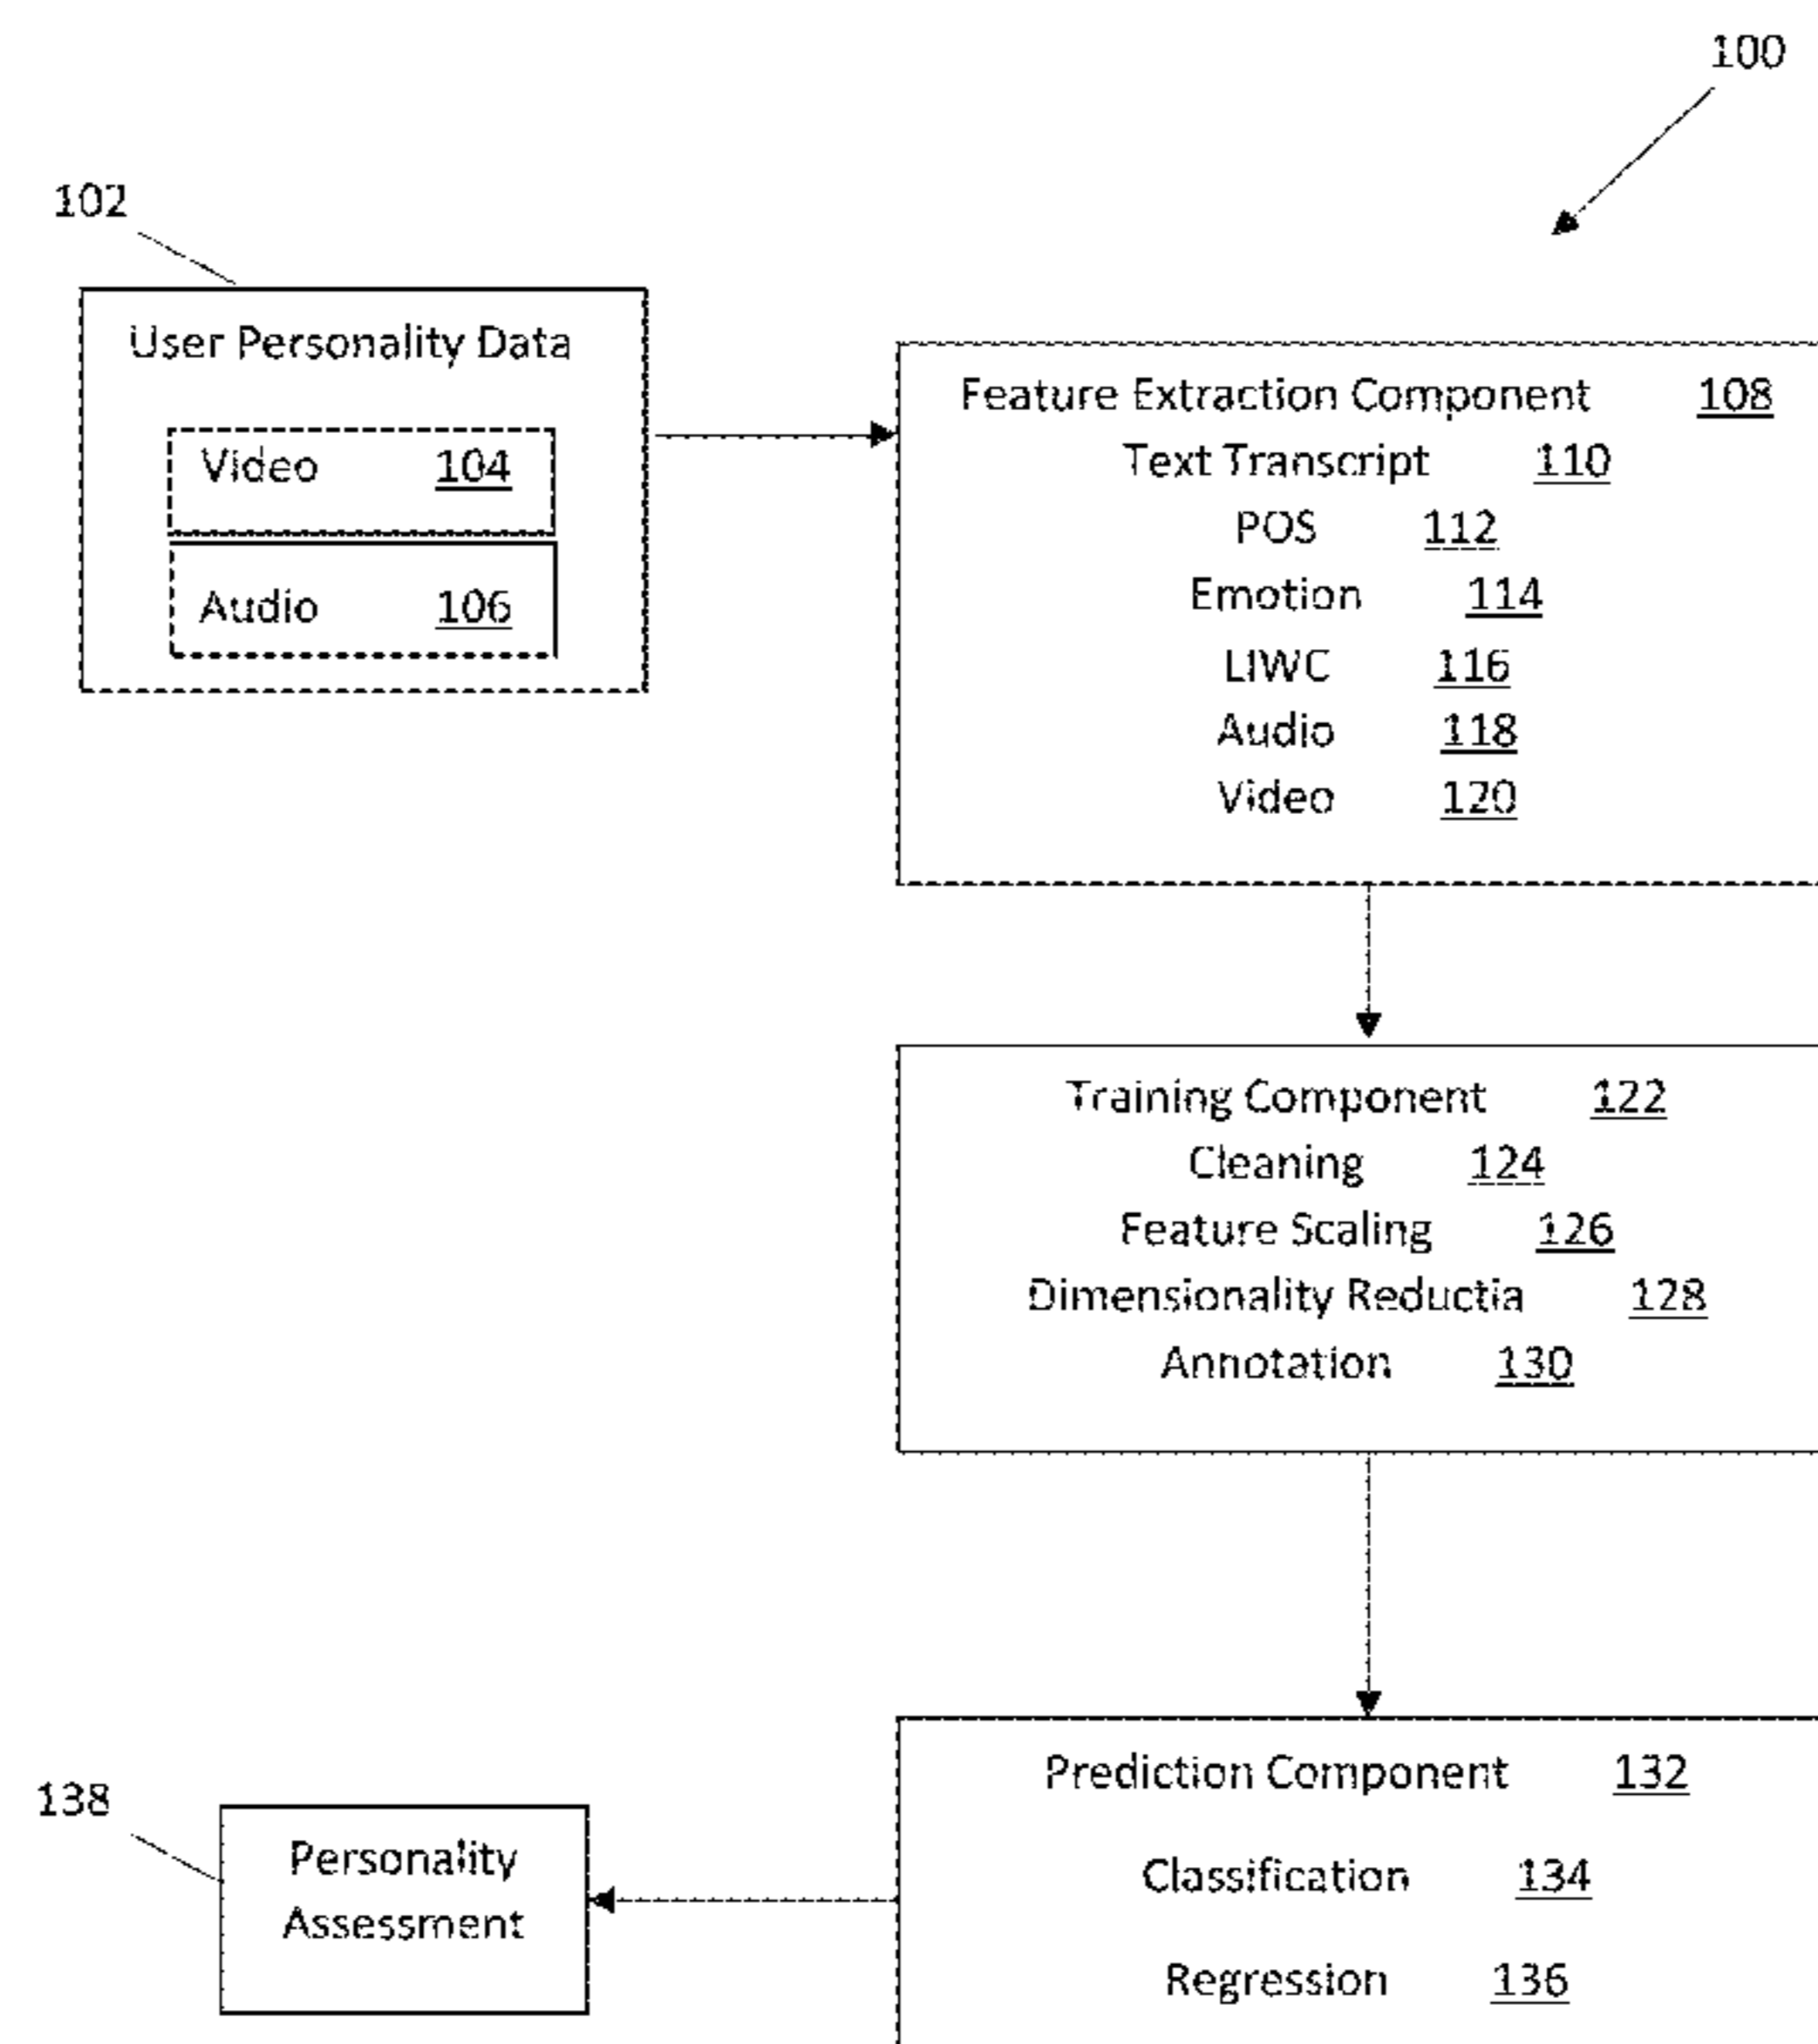 100
102
User Personality Data
Video 104
Audio 106
Feature Extraction Component 108
Text Transcript 110
POS 112
Emotion 114
LIWC 116
Audio 118
Video 120
Training Component 122
Cleaning 124
Feature Scaling 126
Dimensionality Reductia 128
Annotation 130
Prediction Component 132
Classification 134
Regression 136
138
Personality
Assessment